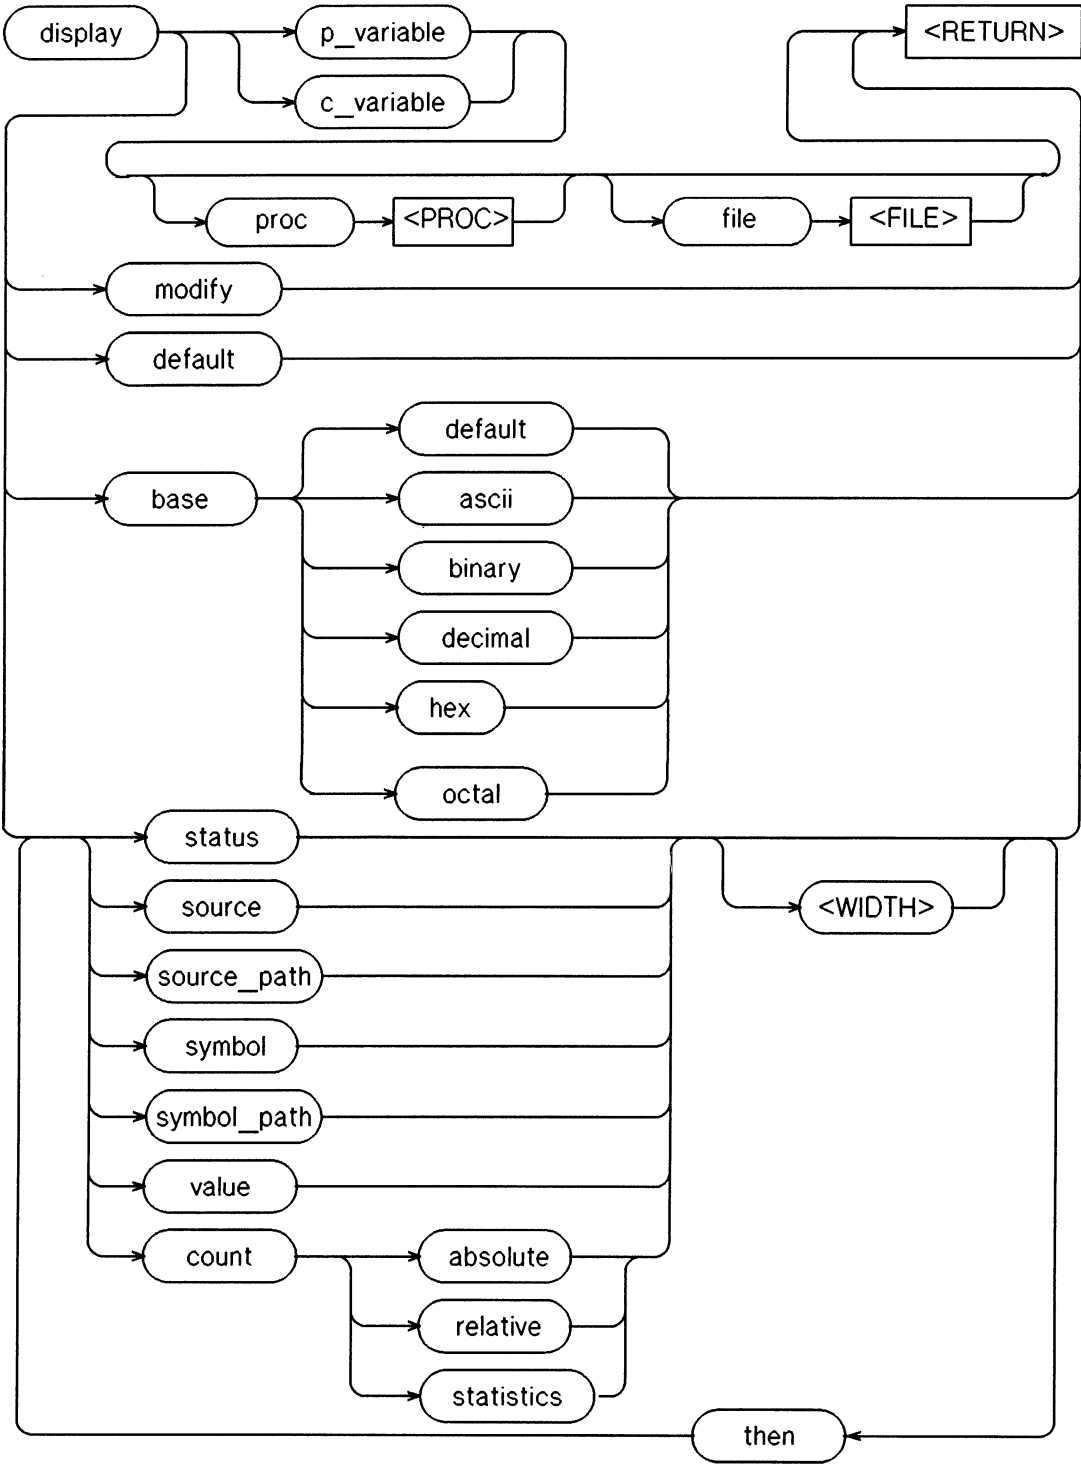 display
p_variable
<RETURN>
c_variable
proc
<PROC>
file
<FILE>
modify
default
default
base
ascii
binary
decimal
hex
octal
status
source
<WIDTH>
source_path
symbol
symbol_path
value
count
absolute
relative
statistics
then